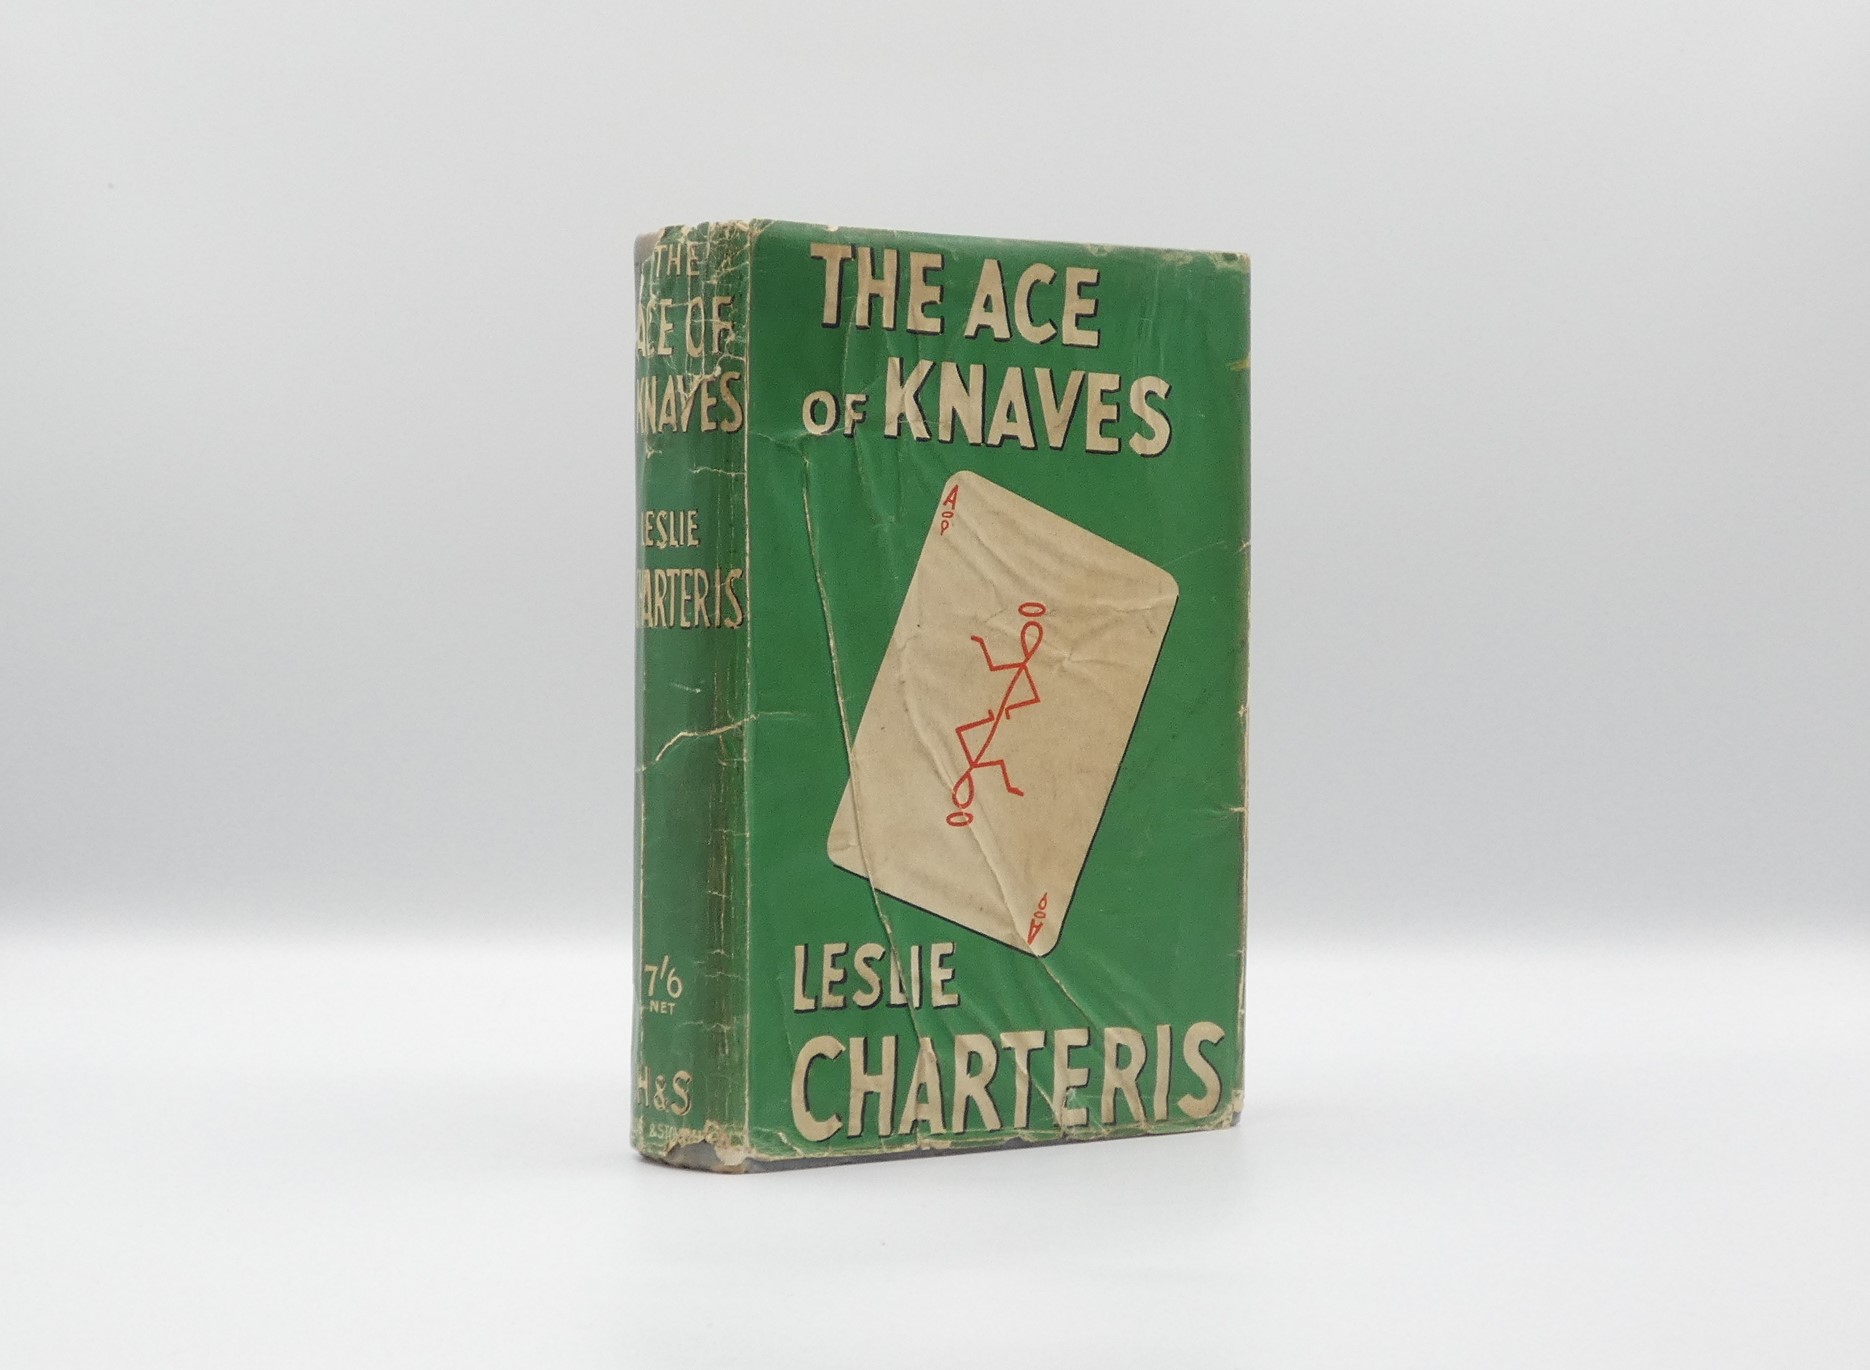 THE
ACE OF
KNAVES
LESLIE
CHARTERIS
7/6
NET
H & S
THE ACE
OF KNAVES
A
A
LESLIE
CHARTERIS